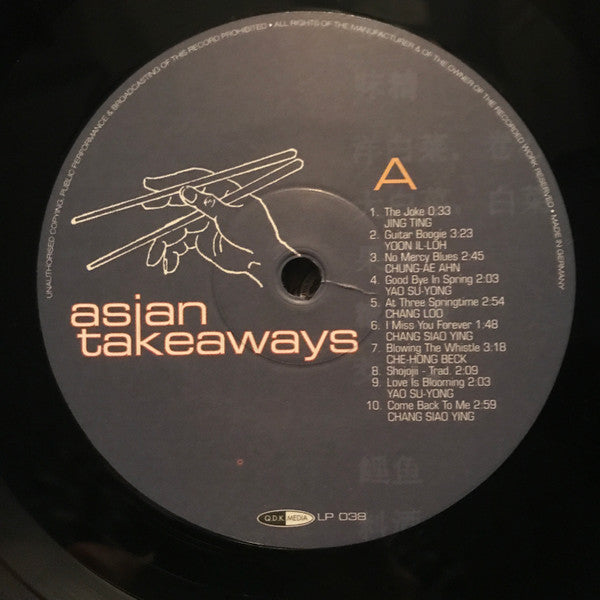 UNAUTHORISED COPYING, PUBLIC PERFORMANCE & BROADCASTING OF THIS RECORD PROHIBITED • ALL RIGHTS OF THE MANUFACTURER & OF THE OWNER OF THE RECORDED WORK RESERVED • MADE IN GERMANY
A
asian
takeaways
1. The Joke 0:33
JING TING
2. Guitar Boogie 3:23
YOON IL-LOH
3. No Mercy Blues 2:45
CHUNG-AE AHN
4. Good Bye In Spring 2:03
YAO SU-YONG
5. At Three Springtime 2:54
CHANG LOO
6. I Miss You Forever 1:48
CHANG SIAO YING
7. Blowing The Whistle 3:18
CHE-HONG BECK
8. Shojojii - Trad. 2:09
9. Love Is Blooming 2:03
YAO SU-YONG
10. Come Back To Me 2:59
CHANG SIAO YING
Q.D.K. MEDIA LP 038